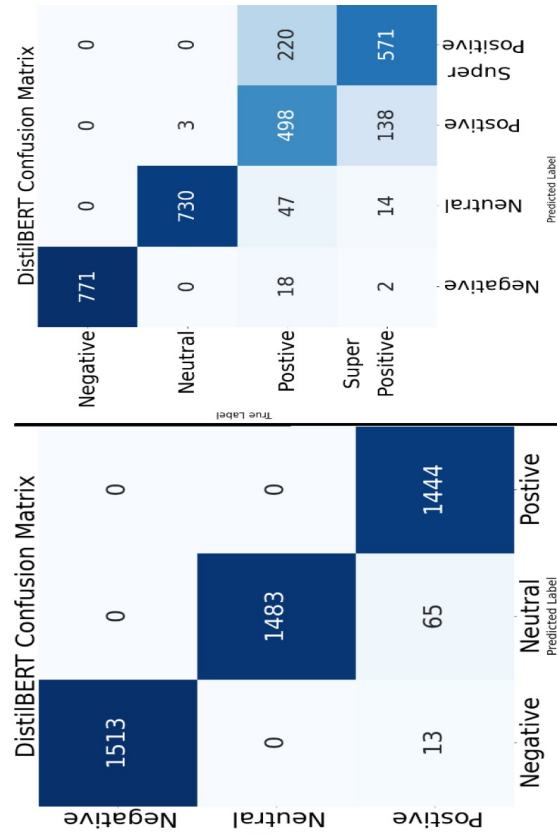 DistilBERT Confusion Matrix
Negative 771 0 0 0
Neutral 0 730 3 0
Postive 18 47 498 220
Super
Positive 2 14 138 571
Negative Neutral Postive Super
Positive
Predicted Label
True Label
DistilBERT Confusion Matrix
Negative 1513 0 0
Neutral 0 1483 0
Postive 13 65 1444
Negative Neutral Postive
Predicted Label